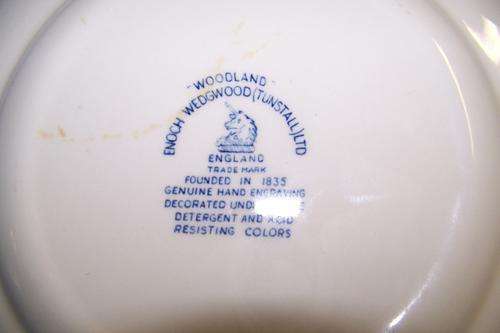 - WOODLAND -
ENOCH WEDGWOOD (TUNSTALL) LTD
ENGLAND
TRADE MARK
FOUNDED IN 1835
GENUINE HAND ENGRAVING
DECORATED
DETERGENT AND ACID
RESISTING COLORS